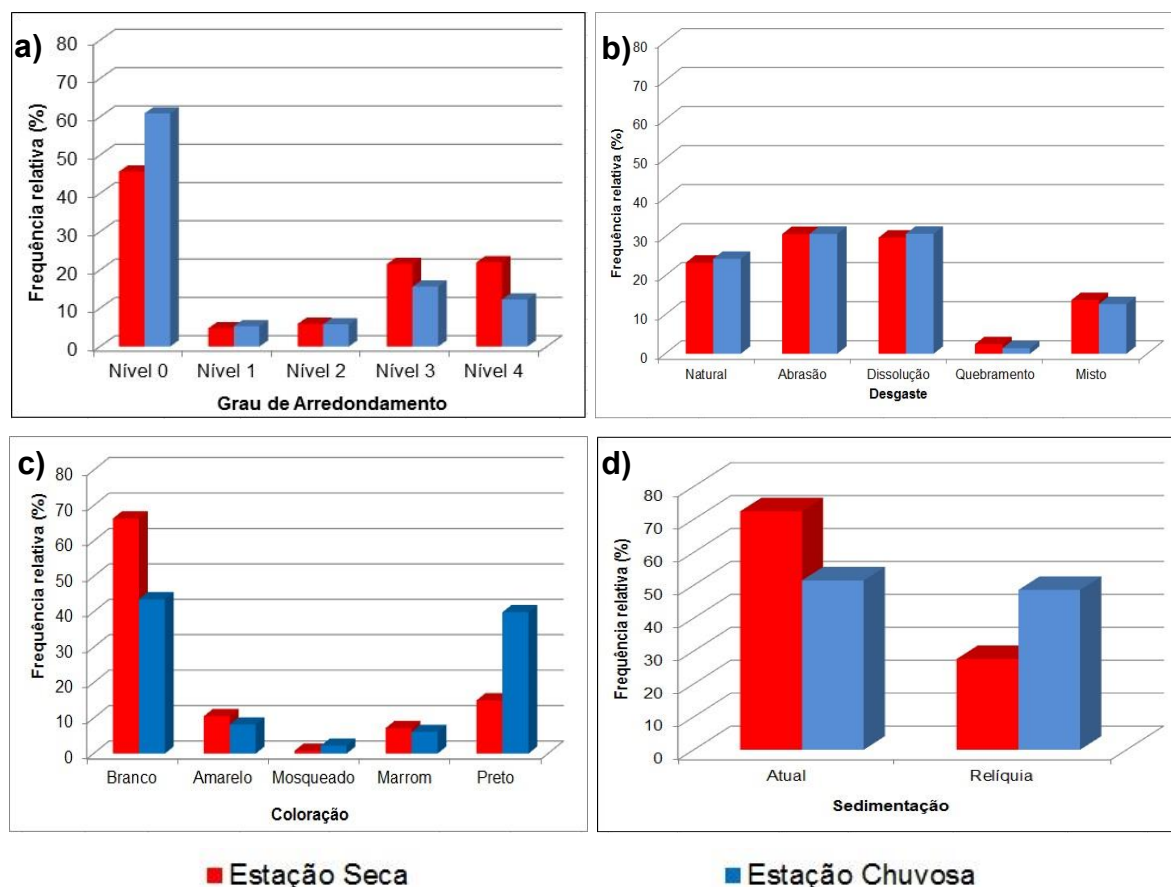 a)
80
70
60
50
40
30
20
10
0
Frequência relativa (%)
Nível 0 Nível 1 Nível 2 Nível 3 Nível 4
Grau de Arredondamento
b)
80
70
60
50
40
30
20
10
0
Frequência relativa (%)
Natural Abrasão Dissolução Quebramento Misto
Desgaste
c)
80
70
60
50
40
30
20
10
0
Frequência relativa (%)
Branco Amarelo Mosqueado Marrom Preto
Coloração
d)
80
70
60
50
40
30
20
10
0
Frequência relativa (%)
Atual Relíquia
Sedimentação
Estação Seca Estação Chuvosa